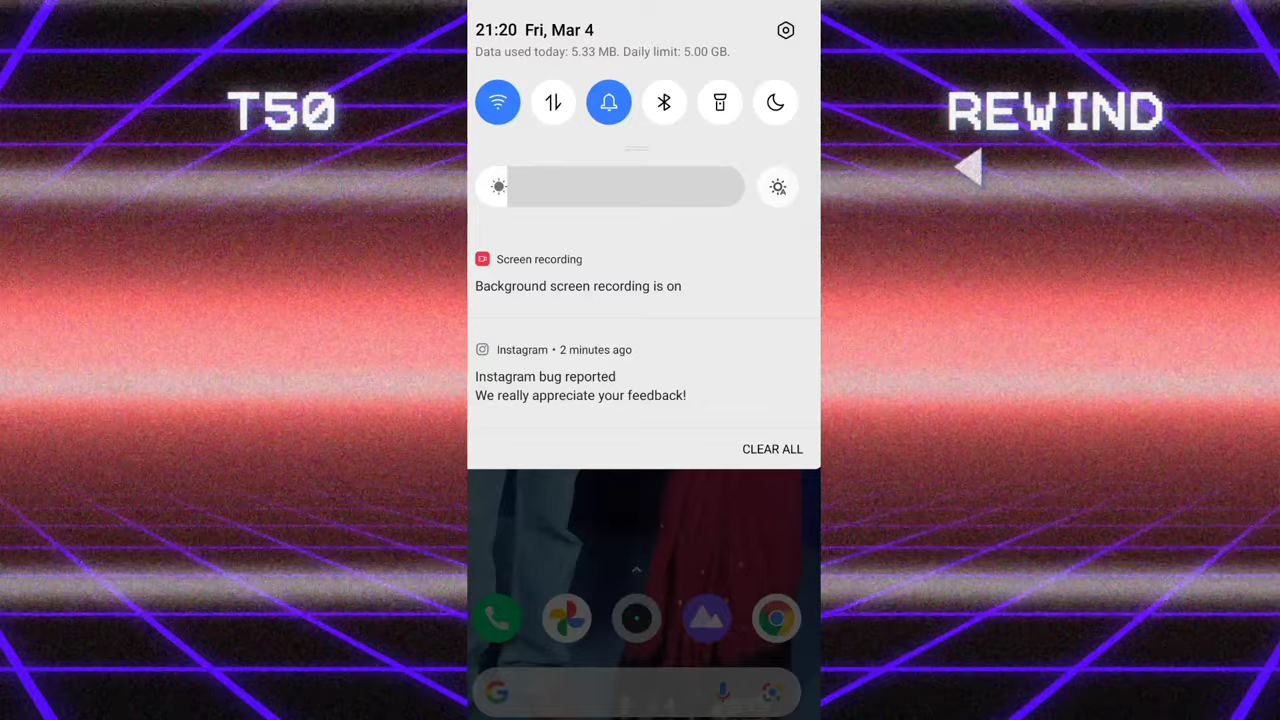 21:20 Fri, Mar 4
Data used today: 5.33 MB. Daily limit: 5.00 GB.
T50
REWIND
Screen recording
Background screen recording is on
Instagram • 2 minutes ago
Instagram bug reported
We really appreciate your feedback!
CLEAR ALL